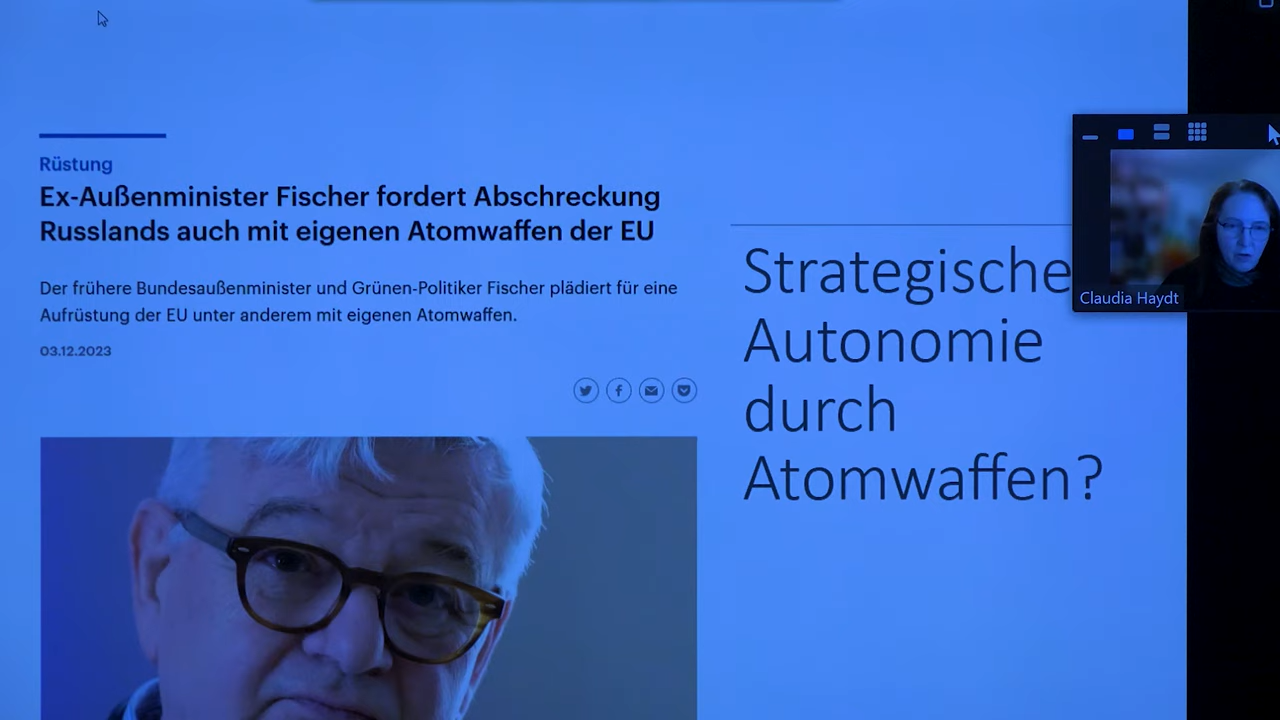 Rüstung
Ex-Außenminister Fischer fordert Abschreckung
Russlands auch mit eigenen Atomwaffen der EU
Der frühere Bundesaußenminister und Grünen-Politiker Fischer plädiert für eine
Aufrüstung der EU unter anderem mit eigenen Atomwaffen.
03.12.2023
Strategische
Autonomie
durch
Atomwaffen?
Claudia Haydt